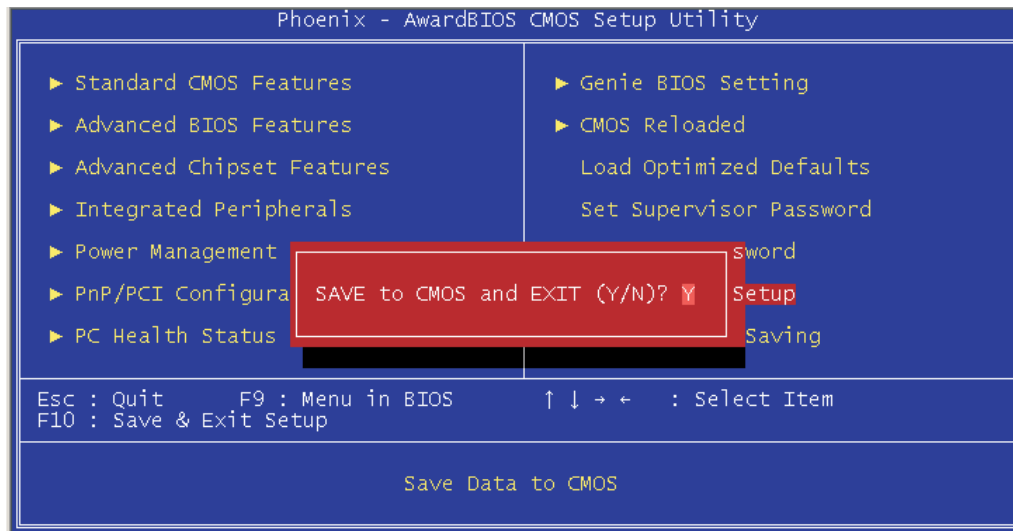 Phoenix - AwardBIOS CMOS Setup Utility
► Standard CMOS Features
► Advanced BIOS Features
► Advanced Chipset Features
► Integrated Peripherals
► Power Management
► PnP/PCI Configura
► PC Health Status
► Genie BIOS Setting
► CMOS Reloaded
Load Optimized Defaults
Set Supervisor Password
sword
Setup
Saving
SAVE to CMOS and EXIT (Y/N)? Y
Esc : Quit F9 : Menu in BIOS ↑ ↓ → ← : Select Item
F10 : Save & Exit Setup
Save Data to CMOS